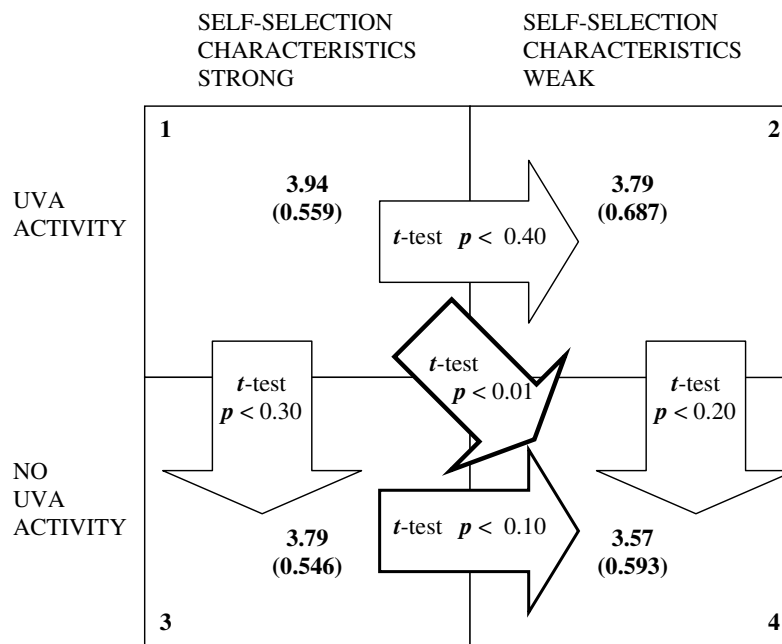 SELF-SELECTION
CHARACTERISTICS
STRONG
SELF-SELECTION
CHARACTERISTICS
WEAK
1
2
UVA
ACTIVITY
3.94
(0.559)
3.79
(0.687)
t-test p < 0.40
t-test
p < 0.30
t-test
p < 0.01
t-test
p < 0.20
NO
UVA
ACTIVITY
t-test p < 0.10
3.79
(0.546)
3.57
(0.593)
3
4